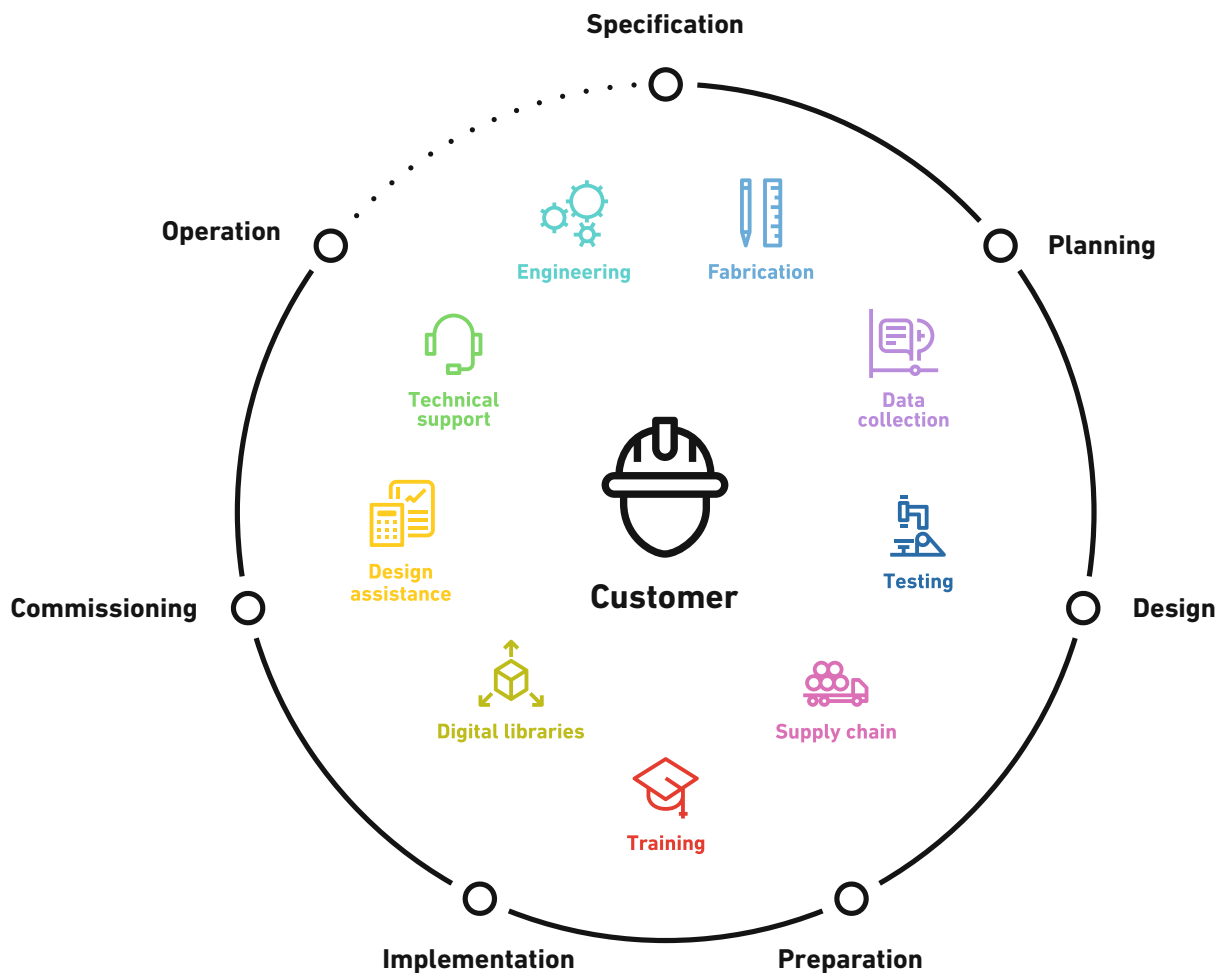 Specification
Operation
Planning
Engineering
Fabrication
Technical
support
Data
collection
Design
assistance
Customer
Testing
Commissioning
Design
Digital libraries
Supply chain
Training
Implementation
Preparation